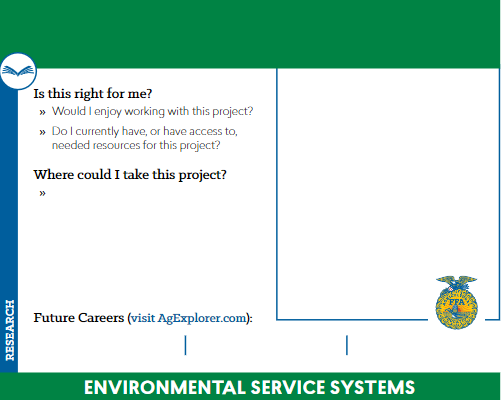 Is this right for me?
» Would I enjoy working with this project?
» Do I currently have, or have access to,
needed resources for this project?
Where could I take this project?
»
Future Careers (visit AgExplorer.com):
RESEARCH
FFA
ENVIRONMENTAL SERVICE SYSTEMS